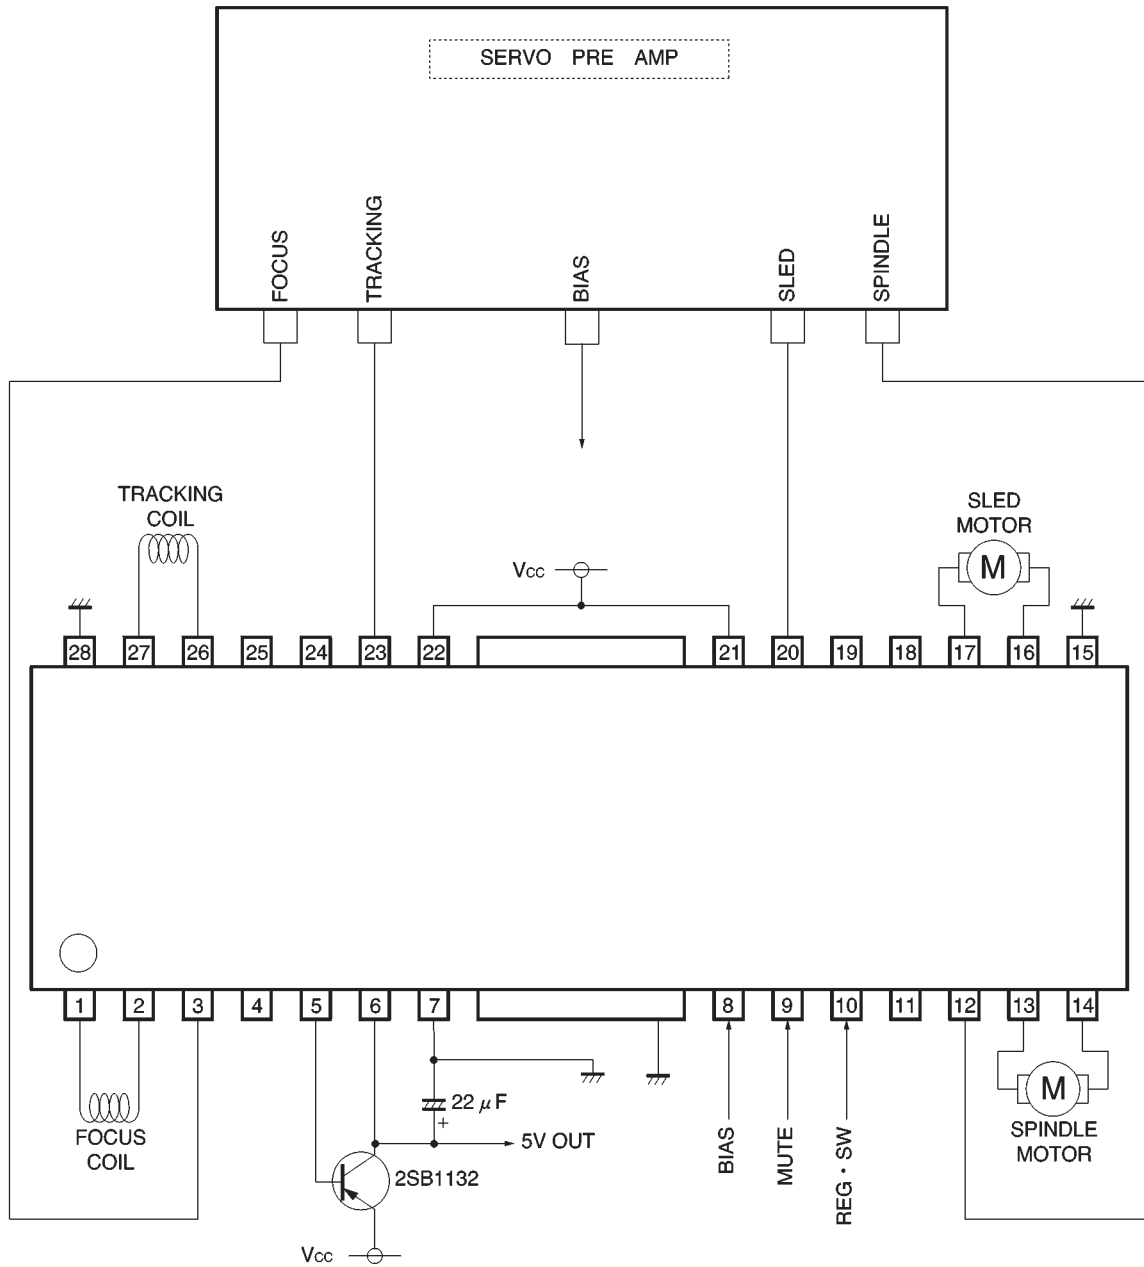 SERVO PRE AMP
FOCUS
TRACKING
BIAS
SLED
SPINDLE
TRACKING
COIL
SLED
MOTOR
M
Vcc
28 27 26 25 24 23 22 21 20 19 18 17 16 15
1 2 3 4 5 6 7 8 9 10 11 12 13 14
FOCUS
COIL
22 μF
+
5V OUT
2SB1132
Vcc
BIAS
MUTE
REG・SW
M
SPINDLE
MOTOR